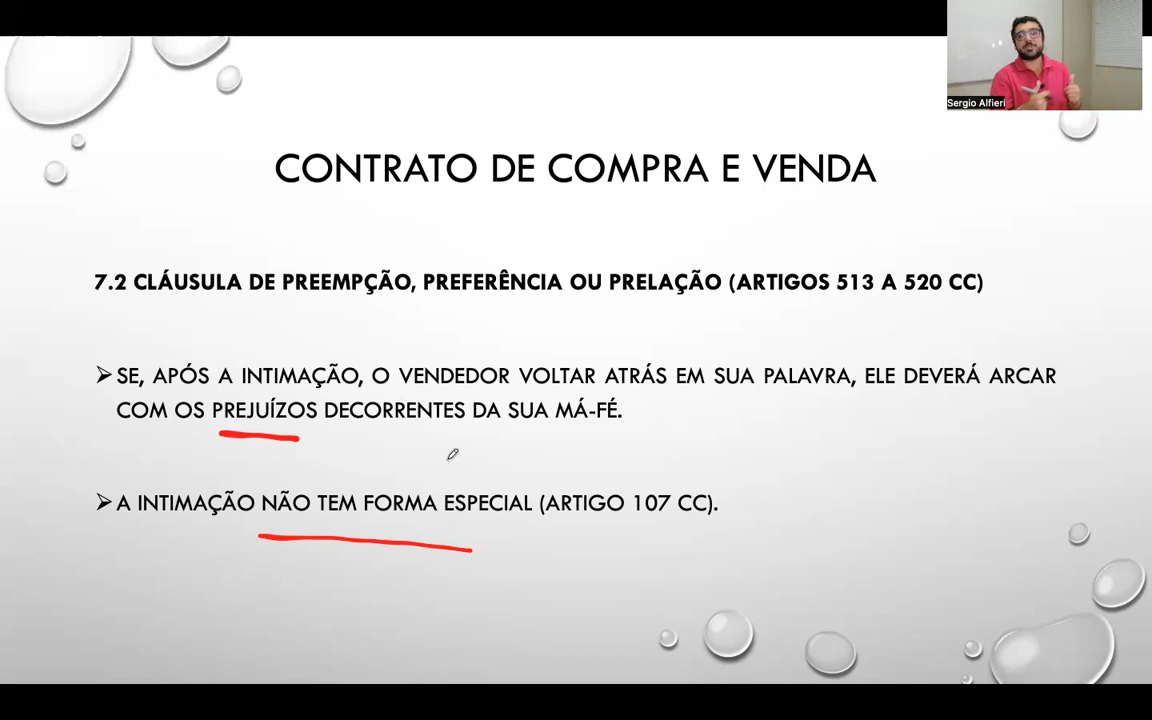 Sergio Alfieri
CONTRATO DE COMPRA E VENDA
7.2 CLÁUSULA DE PREEMPÇÃO, PREFERÊNCIA OU PRELAÇÃO (ARTIGOS 513 A 520 CC)
SE, APÓS A INTIMAÇÃO, O VENDEDOR VOLTAR ATRÁS EM SUA PALAVRA, ELE DEVERÁ ARCAR
COM OS PREJUÍZOS DECORRENTES DA SUA MÁ-FÉ.
A INTIMAÇÃO NÃO TEM FORMA ESPECIAL (ARTIGO 107 CC).